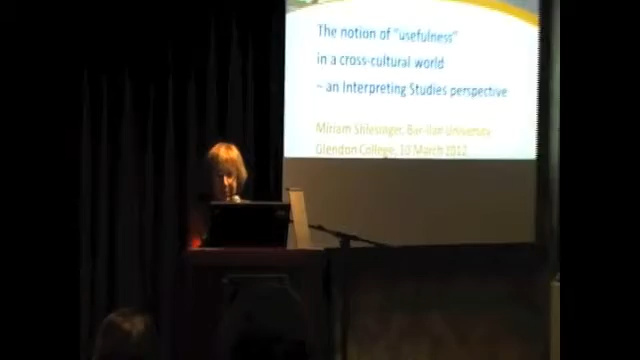 The notion of "usefulness"
in a cross-cultural world
~ an Interpreting Studies perspective
Miriam Shlesinger, Bar-Ilan University
Glendon College, 10 March 2012